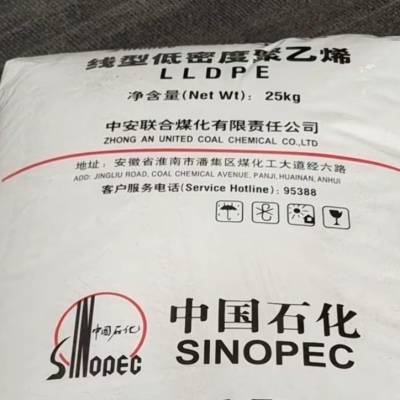 线型低密度聚乙烯
LLDPE
净含量(Net Wt): 25kg
中安联合煤化有限责任公司
ZHONG AN UNITED COAL CHEMICAL CO.,LTD
地址: 安徽省淮南市潘集区煤化工大道经六路
ADD: JINGLIU ROAD, COAL CHEMICAL AVENUE, PANJI, HUAINAN, ANHUI
客户服务电话(Service Hotline): 95388
中国石化
SINOPEC
中国石化
SINOPEC